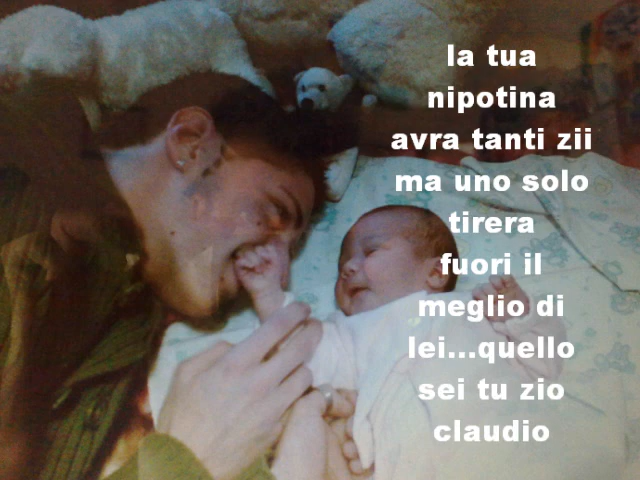 la tua
nipotina
avra tanti zii
ma uno solo
tirera
fuori il
meglio di
lei...quello
sei tu zio
claudio